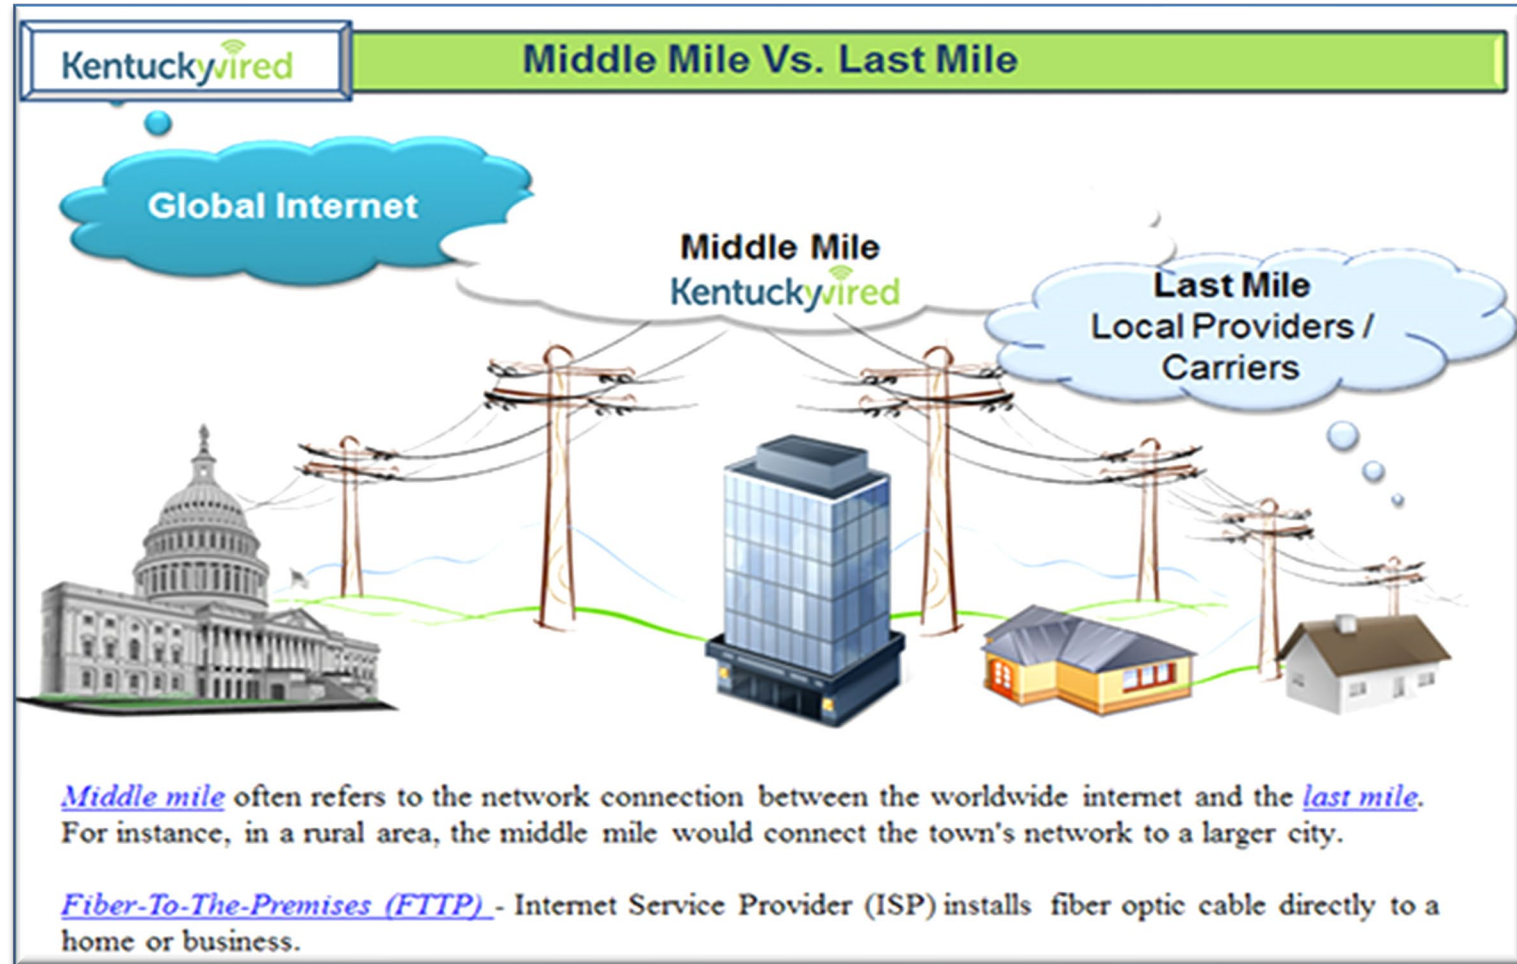 Kentuckywired
Middle Mile Vs. Last Mile
Global Internet
Middle Mile
Kentuckywired
Last Mile
Local Providers /
Carriers
Middle mile often refers to the network connection between the worldwide internet and the last mile.
For instance, in a rural area, the middle mile would connect the town's network to a larger city.
Fiber-To-The-Premises (FTTP) - Internet Service Provider (ISP) installs fiber optic cable directly to a
home or business.